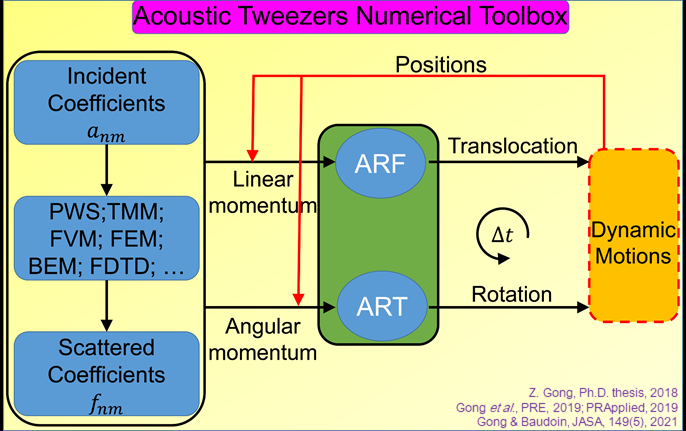 Acoustic Tweezers Numerical Toolbox
Incident
Coefficients
a_nm
PWS;TMM;
FVM; FEM;
BEM; FDTD; ...
Scattered
Coefficients
f_nm
Positions
Linear
momentum
Angular
momentum
ARF
ART
Translocation
Δt
Rotation
Dynamic
Motions
Z. Gong, Ph.D. thesis, 2018
Gong et al., PRE, 2019; PRApplied, 2019
Gong & Baudoin, JASA, 149(5), 2021